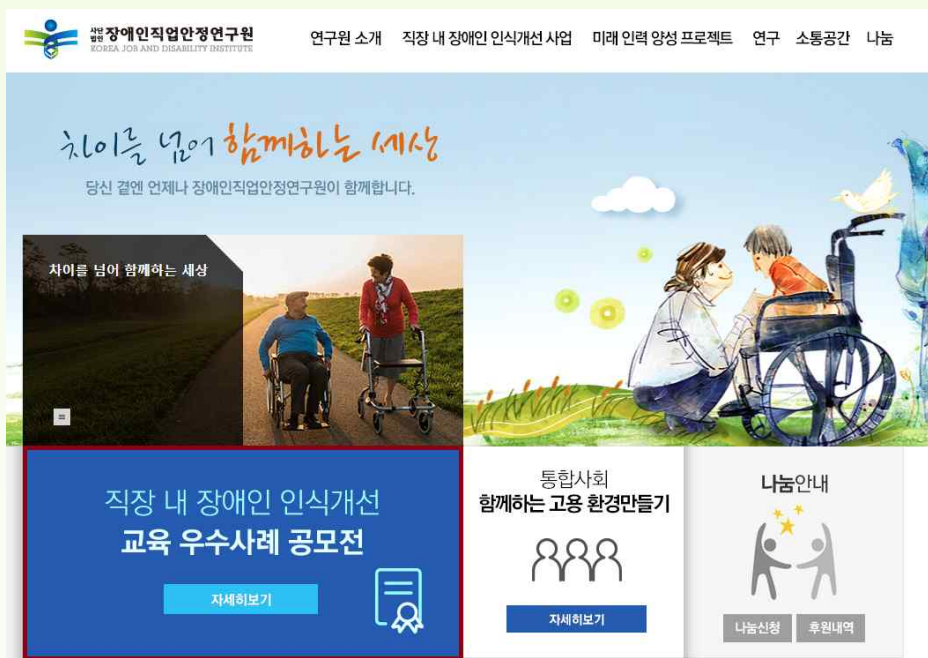 사단법인 장애인직업안정연구원
KOREA JOB AND DISABILITY INSTITUTE
연구원 소개 직장 내 장애인 인식개선 사업 미래 인력 양성 프로젝트 연구 소통공간 나눔
차이를 넘어 함께하는 세상
당신 곁엔 언제나 장애인직업안정연구원이 함께합니다.
차이를 넘어 함께하는 세상
직장 내 장애인 인식개선
교육 우수사례 공모전
자세히보기
통합사회
함께하는 고용 환경만들기
자세히보기
나눔안내
나눔신청 후원내역